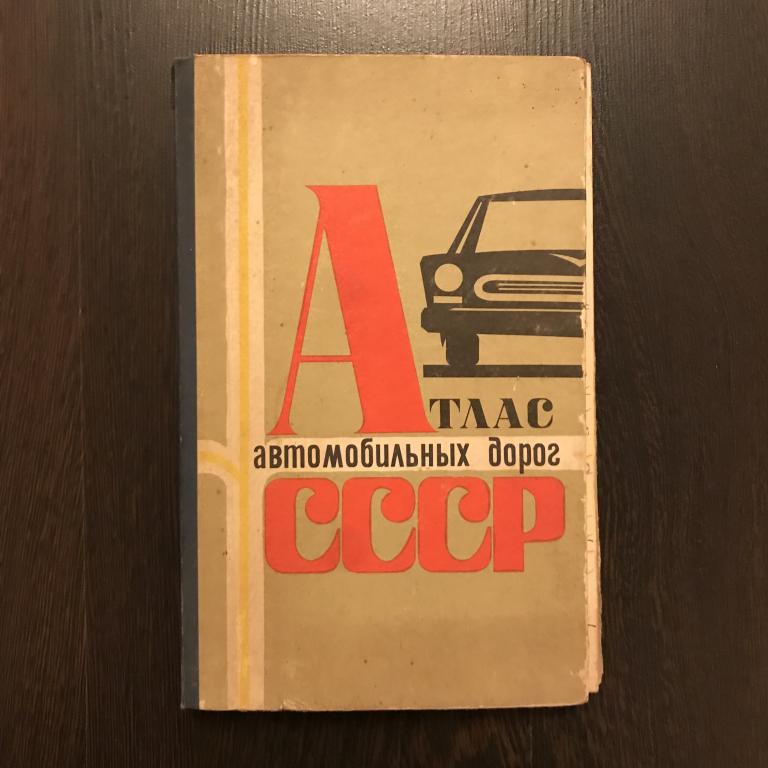 Атлас
автомобильных дорог
СССР